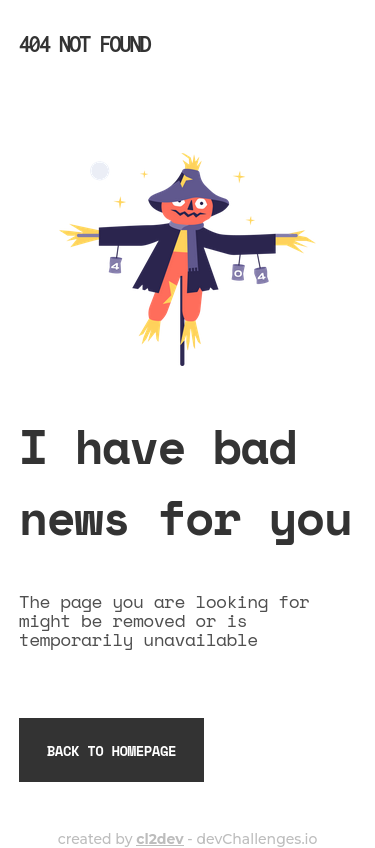 404 NOT FOUND
4 0 4
I have bad
news for you
The page you are looking for
might be removed or is
temporarily unavailable
BACK TO HOMEPAGE
created by cl2dev - devChallenges.io